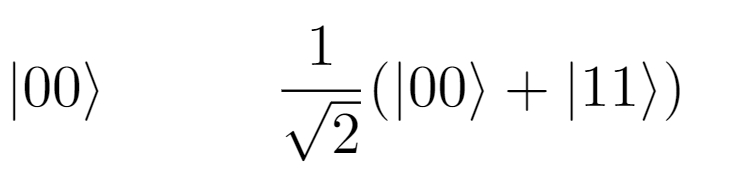 |00⟩ 1/√2 (|00⟩ + |11⟩)